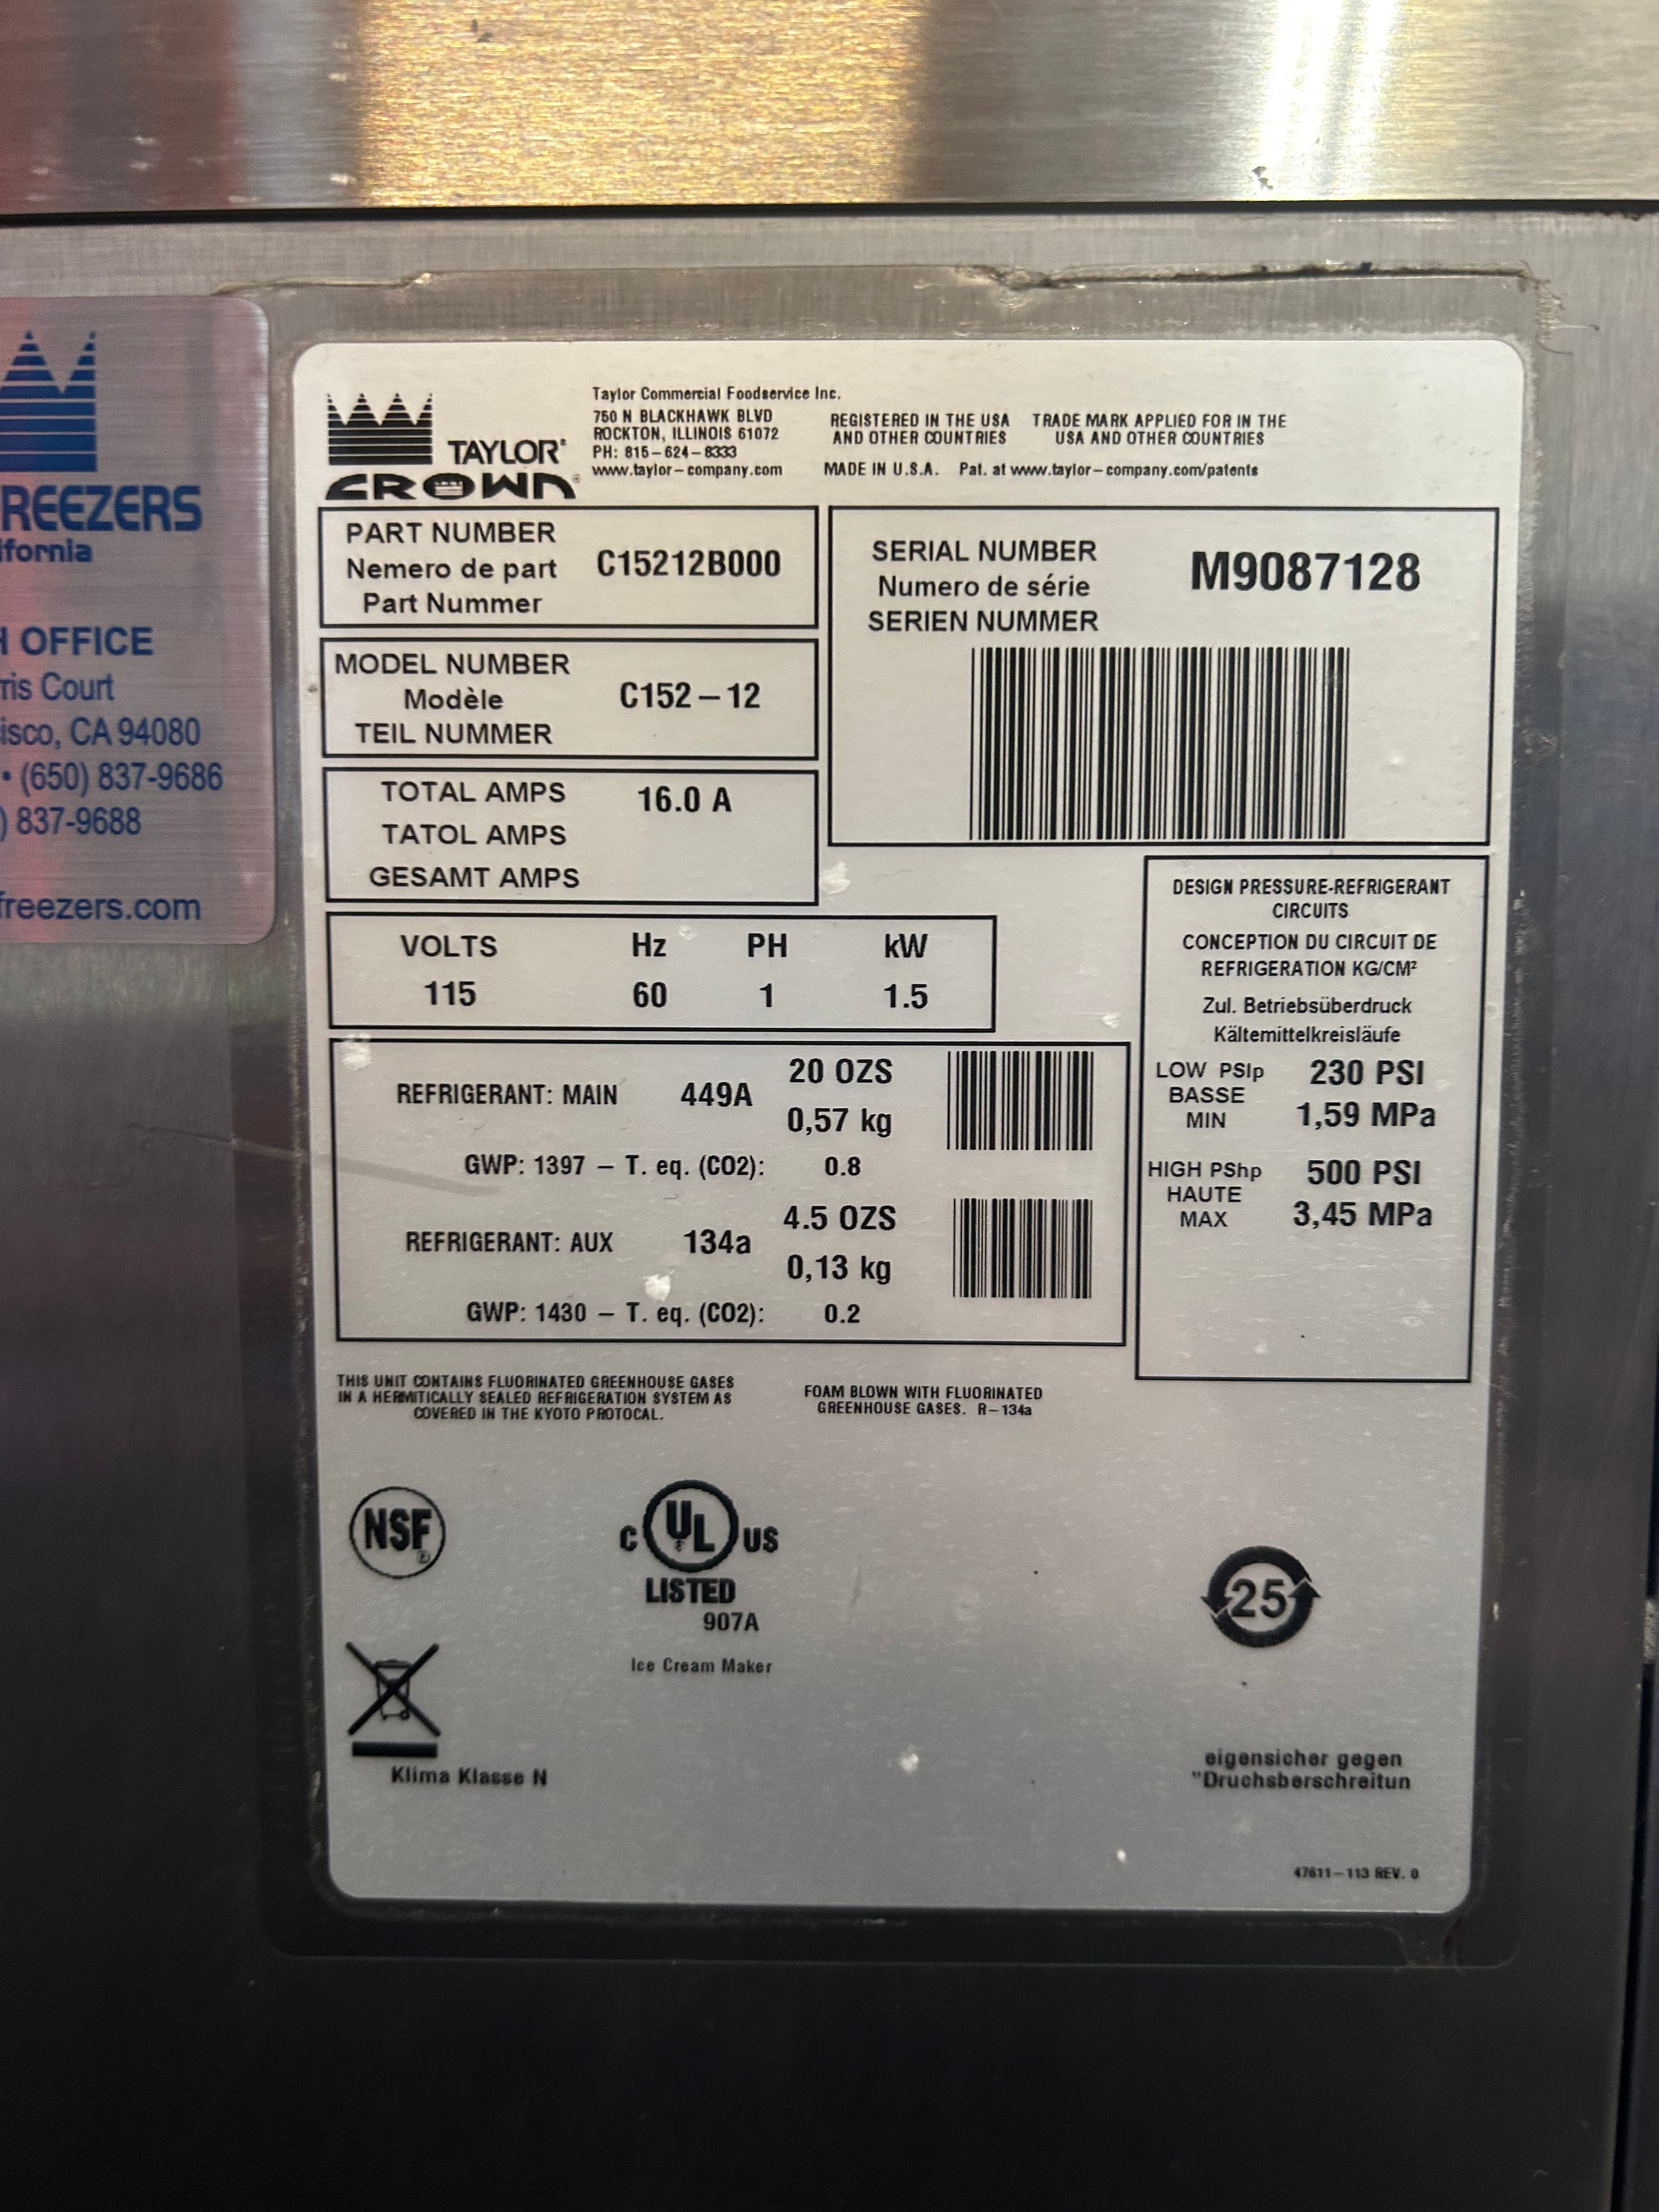 REEZERS
ifornia
H OFFICE
ris Court
isco, CA 94080
• (650) 837-9686
) 837-9688
freezers.com
TAYLOR®
CROWN®
Taylor Commercial Foodservice Inc.
750 N BLACKHAWK BLVD
ROCKTON, ILLINOIS 61072
PH: 815-624-8333
www.taylor-company.com
REGISTERED IN THE USA
AND OTHER COUNTRIES
TRADE MARK APPLIED FOR IN THE
USA AND OTHER COUNTRIES
MADE IN U.S.A. Pat. at www.taylor-company.com/patents
PART NUMBER
Nemero de part C15212B000
Part Nummer
SERIAL NUMBER M9087128
Numero de série
SERIEN NUMMER
MODEL NUMBER
Modèle C152-12
TEIL NUMMER
TOTAL AMPS 16.0 A
TATOL AMPS
GESAMT AMPS
VOLTS Hz PH kW
115 60 1 1.5
REFRIGERANT: MAIN 449A 20 OZS
0,57 kg
GWP: 1397 – T. eq. (CO2): 0.8
REFRIGERANT: AUX 134a 4.5 OZS
0,13 kg
GWP: 1430 – T. eq. (CO2): 0.2
DESIGN PRESSURE-REFRIGERANT
CIRCUITS
CONCEPTION DU CIRCUIT DE
REFRIGERATION KG/CM²
Zul. Betriebsüberdruck
Kältemittelkreisläufe
LOW PSIp 230 PSI
BASSE
MIN 1,59 MPa
HIGH PShp 500 PSI
HAUTE
MAX 3,45 MPa
THIS UNIT CONTAINS FLUORINATED GREENHOUSE GASES
IN A HERMITICALLY SEALED REFRIGERATION SYSTEM AS
COVERED IN THE KYOTO PROTOCAL.
FOAM BLOWN WITH FLUORINATED
GREENHOUSE GASES. R-134a
NSF®
C UL® US
LISTED
907A
Ice Cream Maker
25
Klima Klasse N
eigensicher gegen
"Druchsberschreitun
47611-113 REV. 0